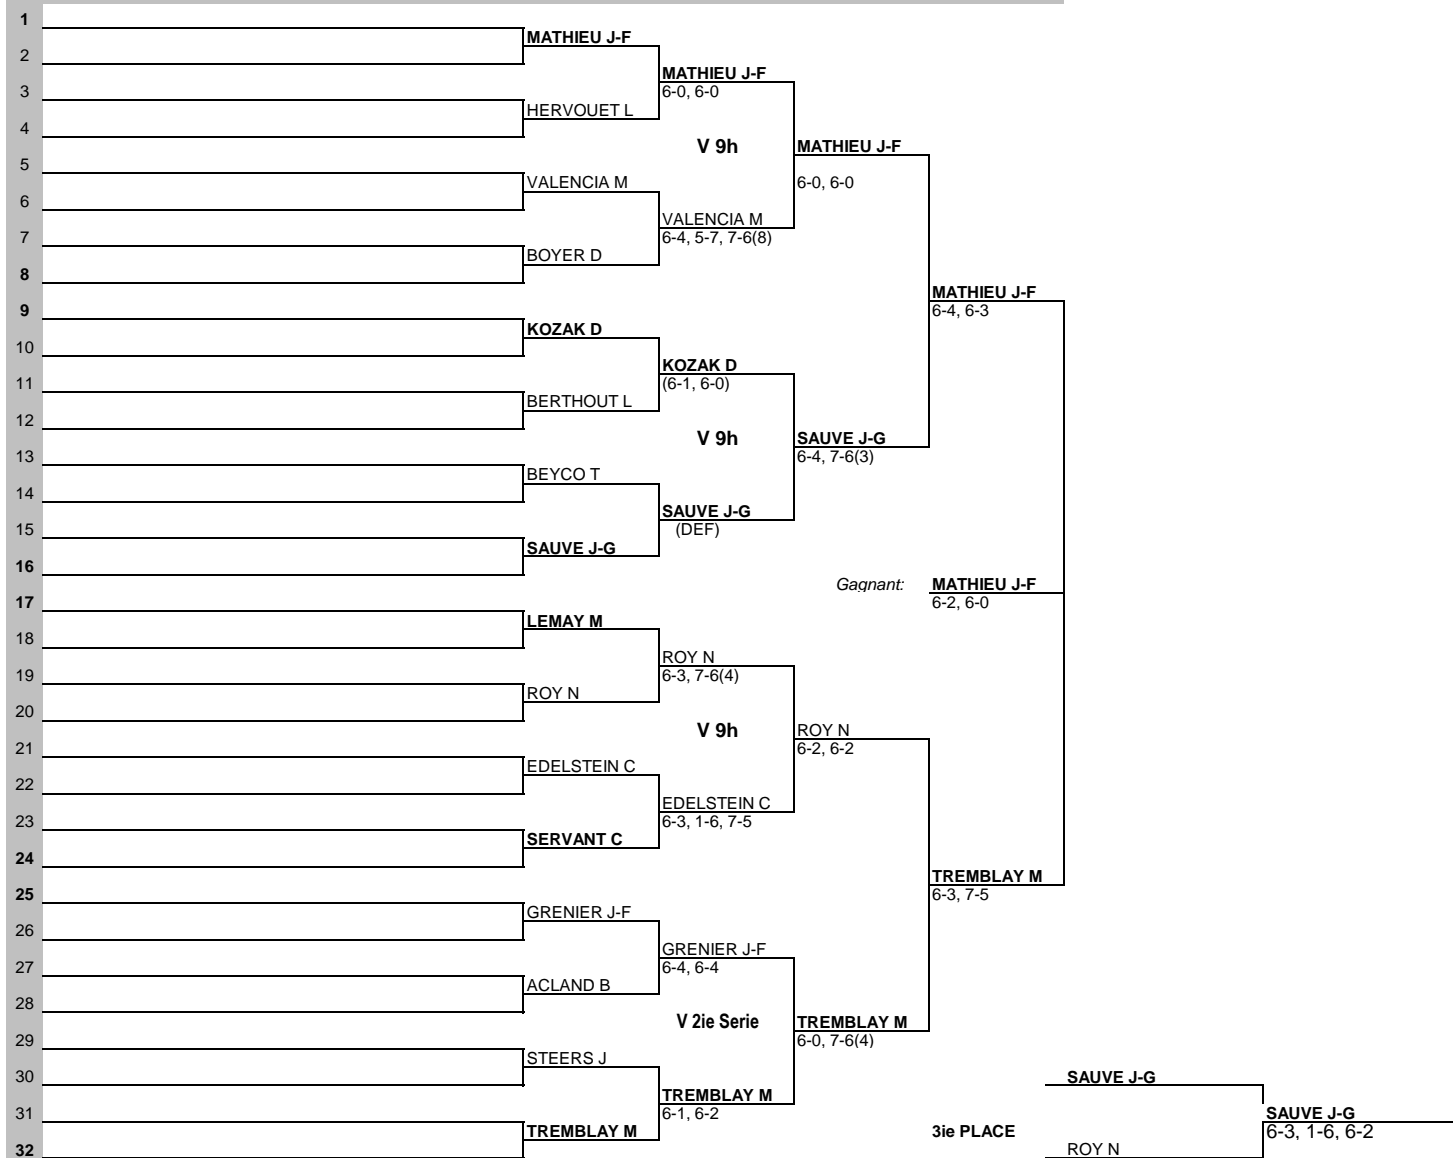 1
MATHIEU J-F
2
MATHIEU J-F
3
6-0, 6-0
HERVOUET L
4
V 9h
MATHIEU J-F
5
VALENCIA M
6-0, 6-0
6
VALENCIA M
7
6-4, 5-7, 7-6(8)
BOYER D
8
MATHIEU J-F
9
6-4, 6-3
KOZAK D
10
KOZAK D
11
(6-1, 6-0)
BERTHOUT L
12
V 9h
SAUVE J-G
13
6-4, 7-6(3)
BEYCO T
14
SAUVE J-G
15
(DEF)
SAUVE J-G
16
Gagnant:
MATHIEU J-F
17
6-2, 6-0
LEMAY M
18
ROY N
19
6-3, 7-6(4)
ROY N
20
V 9h
ROY N
21
6-2, 6-2
EDELSTEIN C
22
EDELSTEIN C
23
6-3, 1-6, 7-5
SERVANT C
24
TREMBLAY M
25
6-3, 7-5
GRENIER J-F
26
GRENIER J-F
27
6-4, 6-4
ACLAND B
28
V 2ie Serie
TREMBLAY M
29
6-0, 7-6(4)
STEERS J
30
SAUVE J-G
TREMBLAY M
31
6-1, 6-2
SAUVE J-G
TREMBLAY M
3ie PLACE
6-3, 1-6, 6-2
32
ROY N